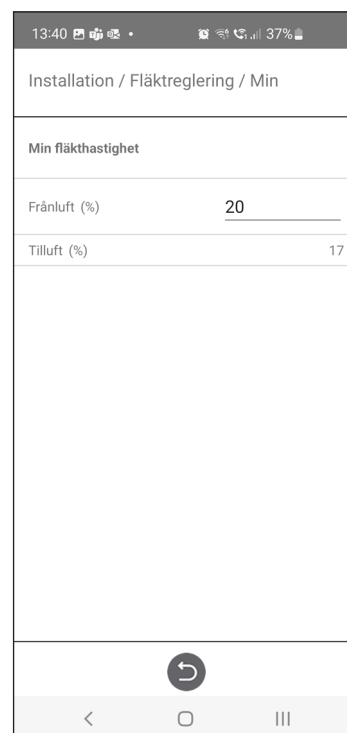 13:40 37%
Installation / Fläktreglering / Min
Min fläkthastighet
Frånluft (%) 20
Tilluft (%) 17